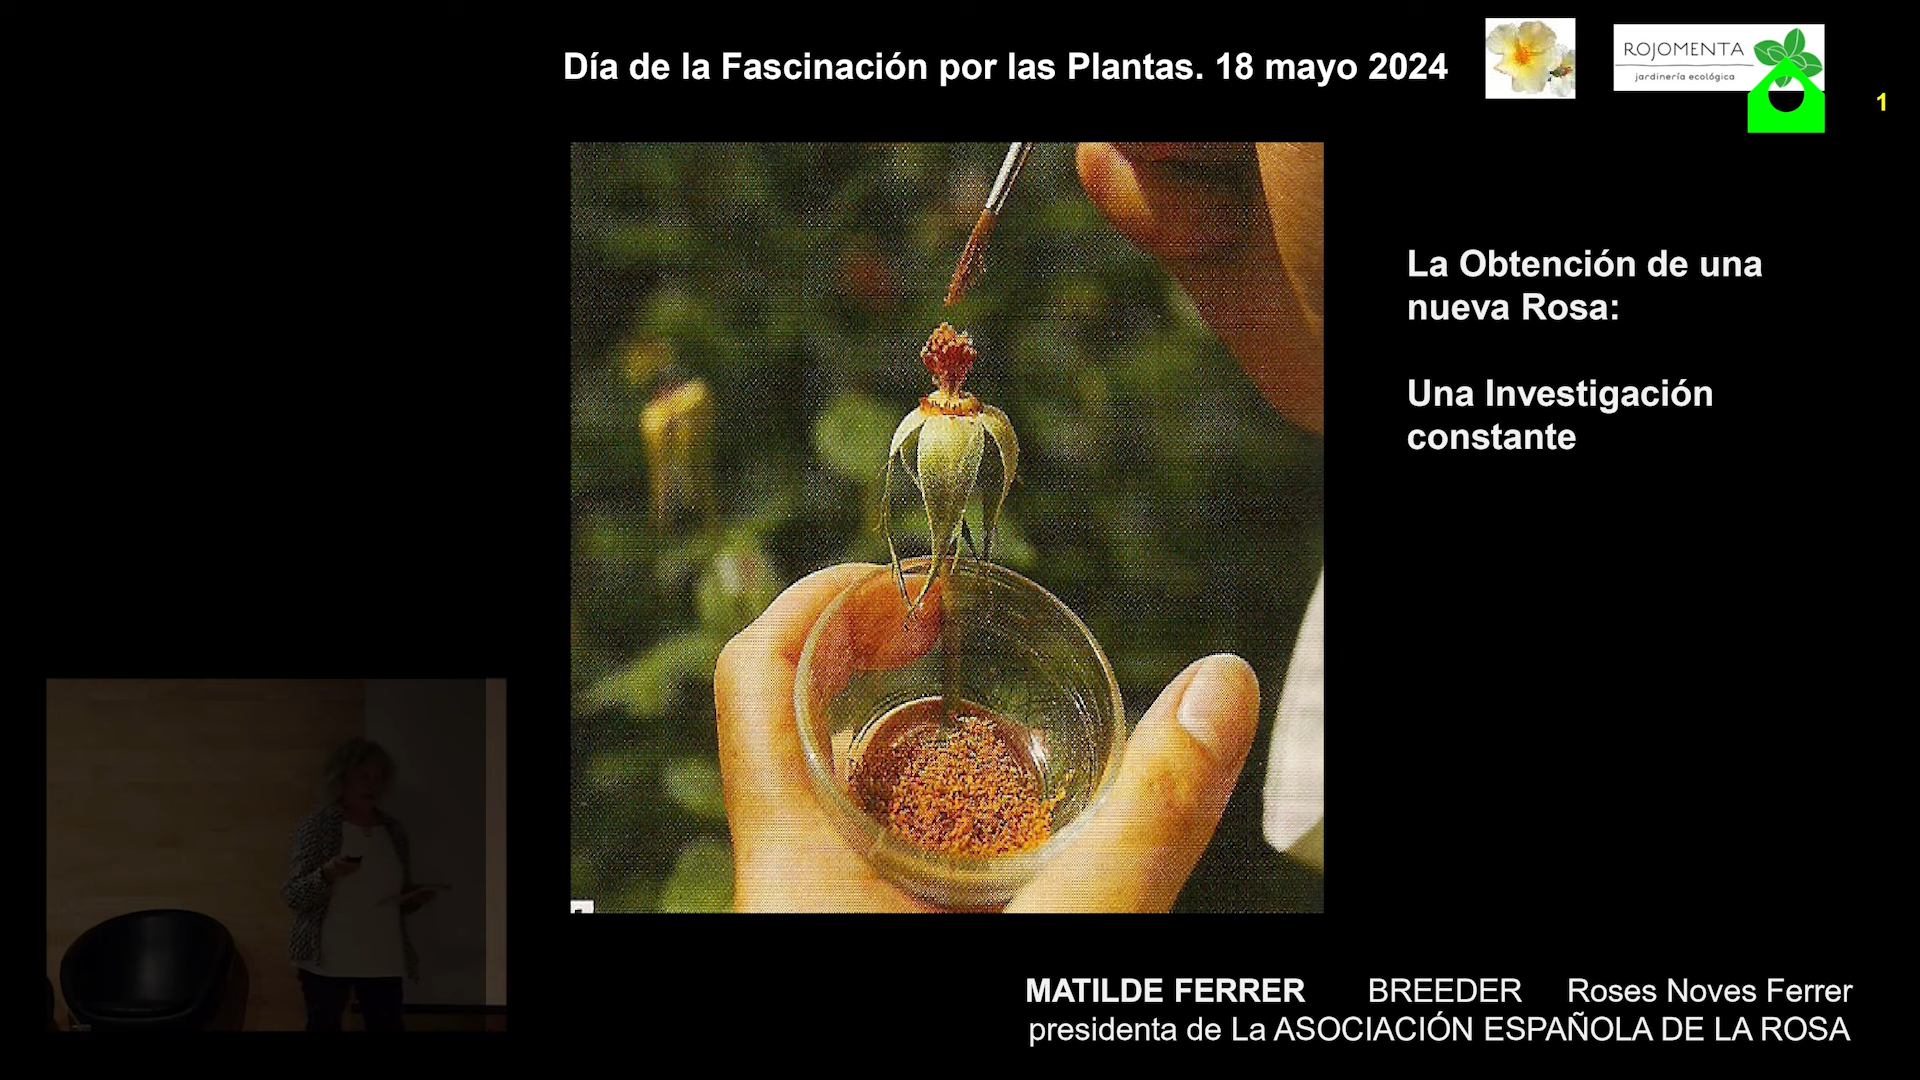 Día de la Fascinación por las Plantas. 18 mayo 2024
ROJOMENTA
jardinería ecológica
1
La Obtención de una
nueva Rosa:
Una Investigación
constante
MATILDE FERRER BREEDER Roses Noves Ferrer
presidenta de La ASOCIACIÓN ESPAÑOLA DE LA ROSA